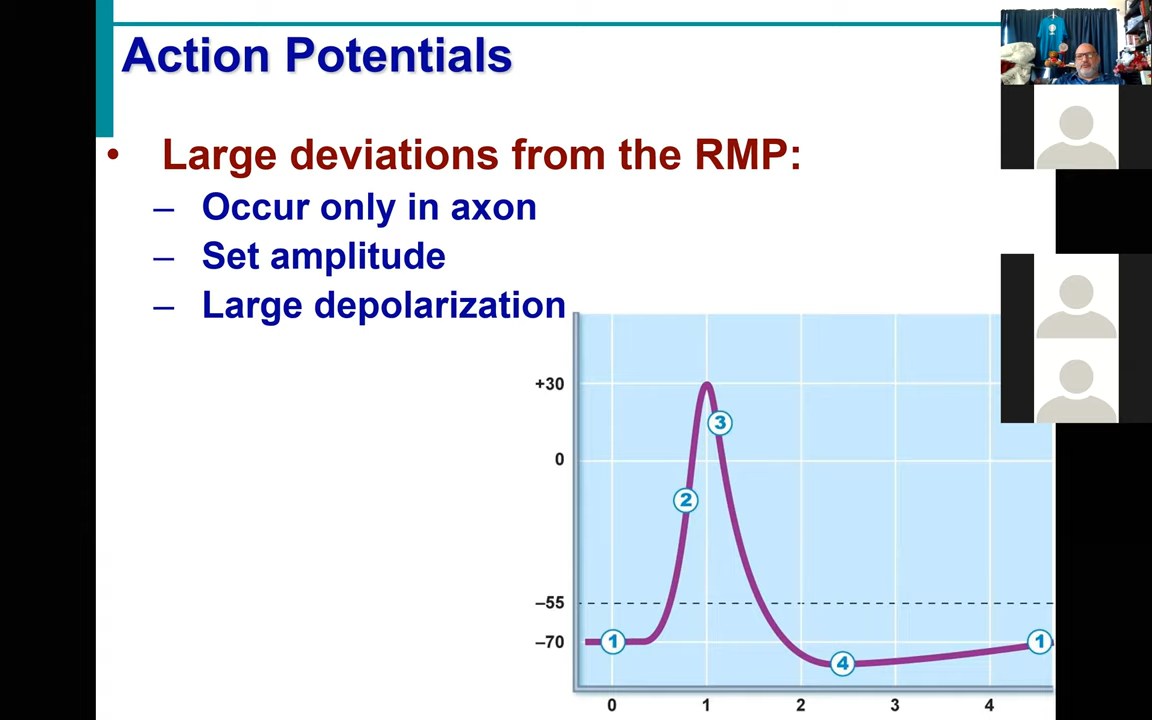 Action Potentials
• Large deviations from the RMP:
– Occur only in axon
– Set amplitude
– Large depolarization
+30
3
0
2
–55
–70
1
4
1
0 1 2 3 4